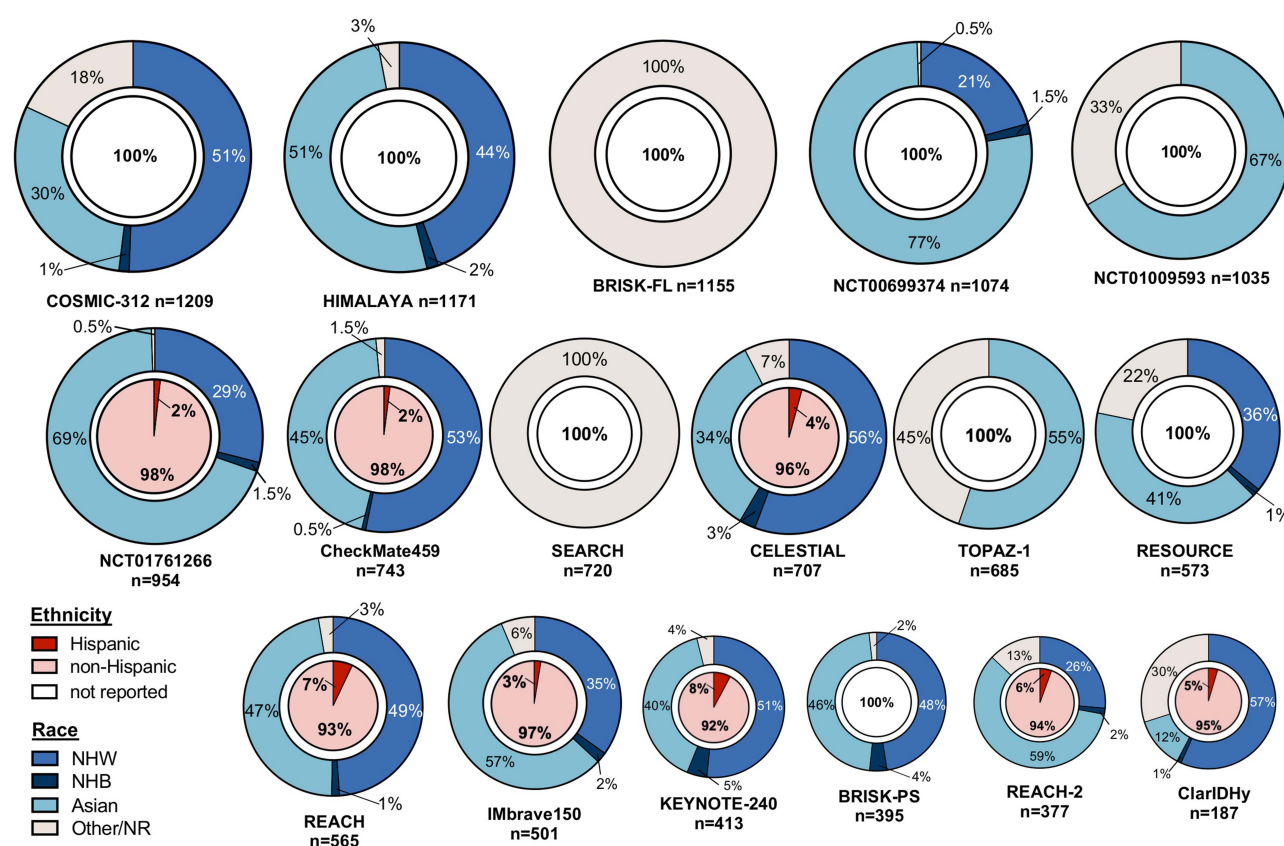 3%
0.5%
18%
100%
21%
1.5%
33%
100%
51%
51%
100%
44%
100%
100%
100%
67%
30%
77%
1%
2%
COSMIC-312 n=1209
HIMALAYA n=1171
BRISK-FL n=1155
NCT00699374 n=1074
NCT01009593 n=1035
0.5%
1.5%
100%
7%
22%
29%
2%
2%
4%
36%
69%
45%
53%
100%
34%
56%
45%
100%
55%
100%
98%
98%
96%
41%
1.5%
0.5%
3%
1%
NCT01761266
n=954
CheckMate459
n=743
SEARCH
n=720
CELESTIAL
n=707
TOPAZ-1
n=685
RESOURCE
n=573
Ethnicity
Hispanic
non-Hispanic
not reported
Race
NHW
NHB
Asian
Other/NR
3%
7%
47%
49%
93%
1%
REACH
n=565
6%
3%
35%
97%
57%
2%
IMbrave150
n=501
4%
8%
40%
51%
92%
5%
KEYNOTE-240
n=413
2%
46%
100%
48%
4%
BRISK-PS
n=395
13%
26%
6%
94%
59%
2%
REACH-2
n=377
30%
5%
57%
95%
12%
1%
ClarIDHy
n=187